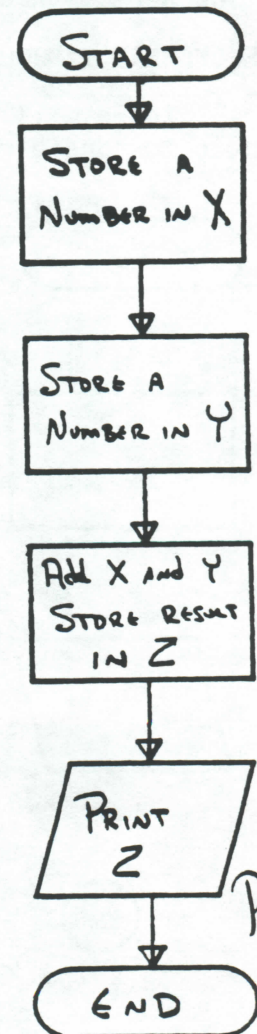 START
STORE A
NUMBER IN X
STORE A
NUMBER IN Y
Add X AND Y
STORE RESULT
IN Z
PRINT
Z
END